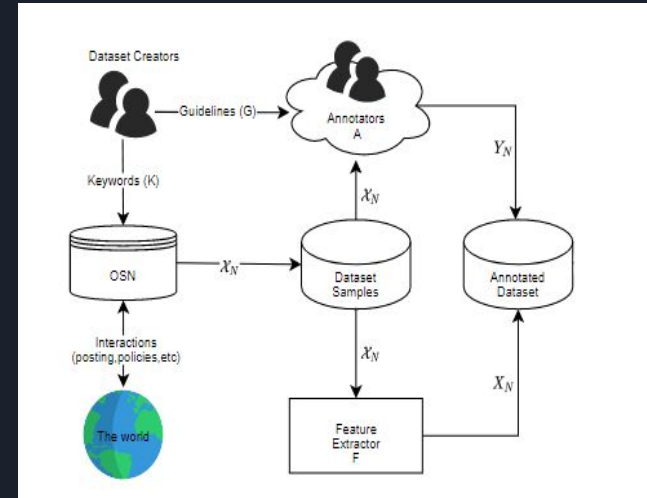 Dataset Creators
Guidelines (G)
Annotators
A
Y_N
Keywords (K)
𝒳_N
OSN
𝒳_N
Dataset
Samples
Annotated
Dataset
Interactions
(posting,policies,etc)
𝒳_N
X_N
The world
Feature
Extractor
F